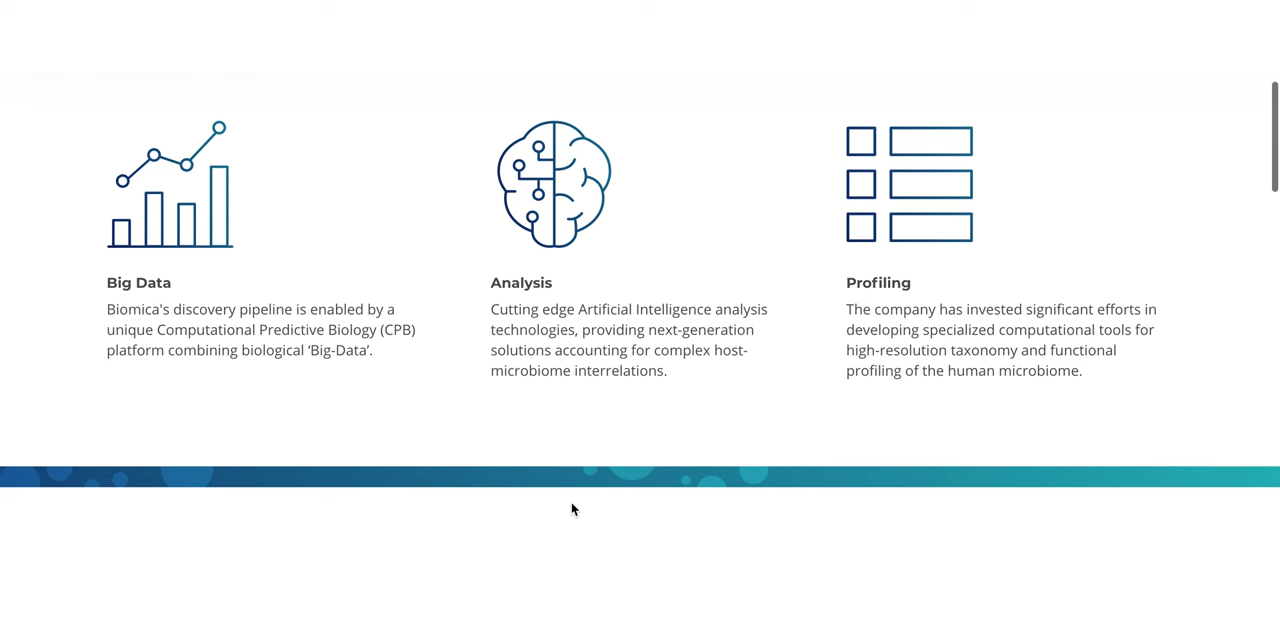 Big Data
Biomica's discovery pipeline is enabled by a
unique Computational Predictive Biology (CPB)
platform combining biological ‘Big-Data’.
Analysis
Cutting edge Artificial Intelligence analysis
technologies, providing next-generation
solutions accounting for complex host-
microbiome interrelations.
Profiling
The company has invested significant efforts in
developing specialized computational tools for
high-resolution taxonomy and functional
profiling of the human microbiome.